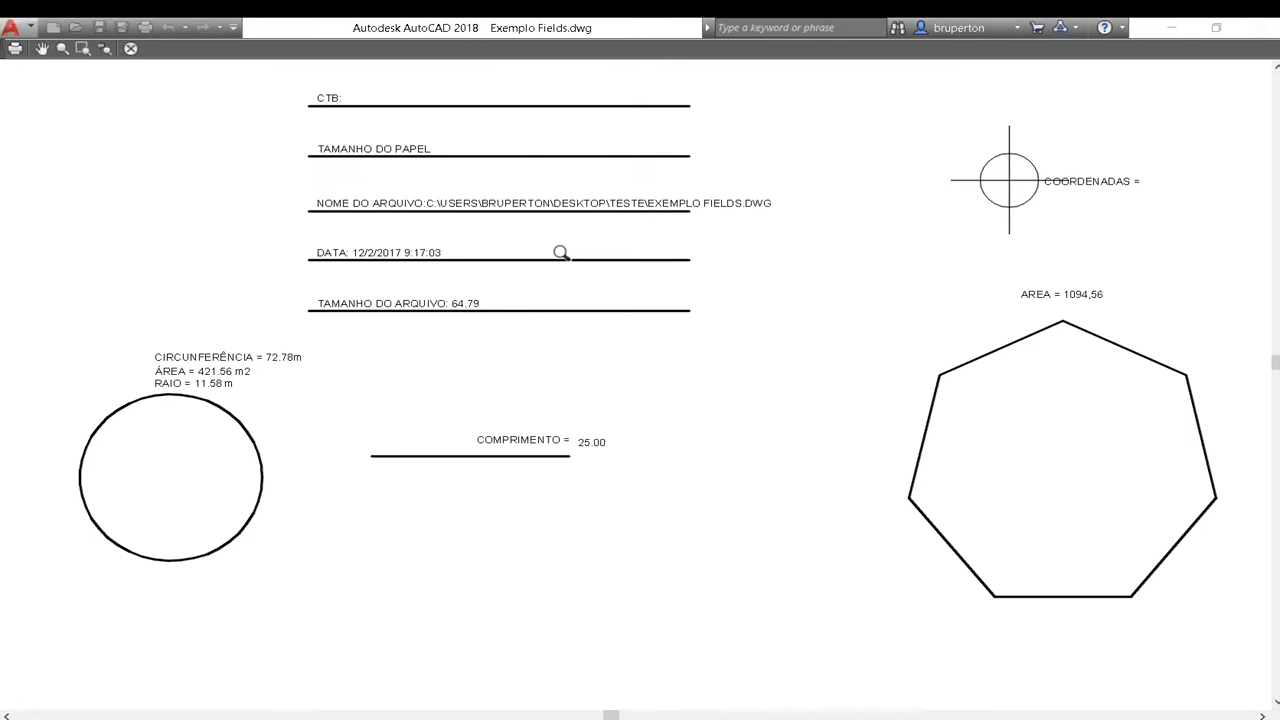 Autodesk AutoCAD 2018 Exemplo Fields.dwg
Type a keyword or phrase
bruperton
CTB:
TAMANHO DO PAPEL
NOME DO ARQUIVO:C:\USERS\BRUPERTON\DESKTOP\TESTE\EXEMPLO FIELDS.DWG
DATA: 12/2/2017 9:17:03
TAMANHO DO ARQUIVO: 64.79
COORDENADAS =
AREA = 1094,56
CIRCUNFERÊNCIA = 72.78m
ÁREA = 421.56 m2
RAIO = 11.58 m
COMPRIMENTO = 25.00